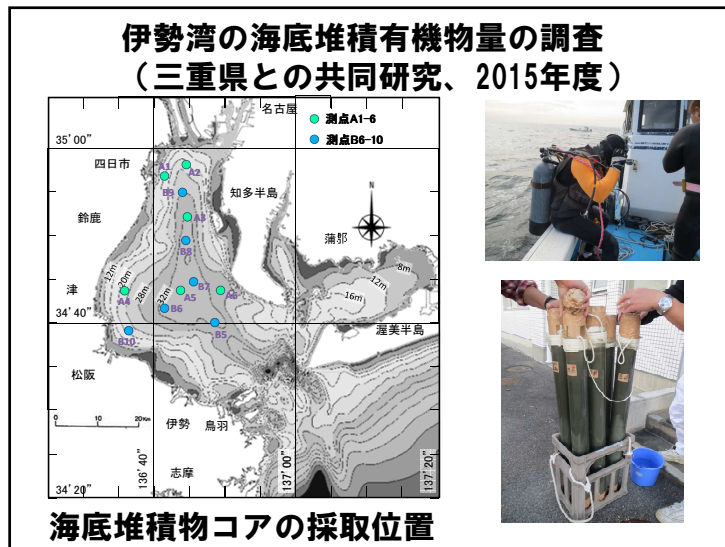 伊勢湾の海底堆積有機物量の調査
（三重県との共同研究、2015年度）
名古屋
測点A1-6
測点B6-10
35°00"
四日市
A1
A2
B9
知多半島
鈴鹿
A3
N
B8
蒲郡
8m
12m
12m
20m
16m
津
28m
32m
B7
A4
A5
A6
B6
34°40"
B5
渥美半島
B10
松阪
0
10
20Km
伊勢
鳥羽
志摩
136°40"
137°00"
137°20"
34°20"
海底堆積物コアの採取位置